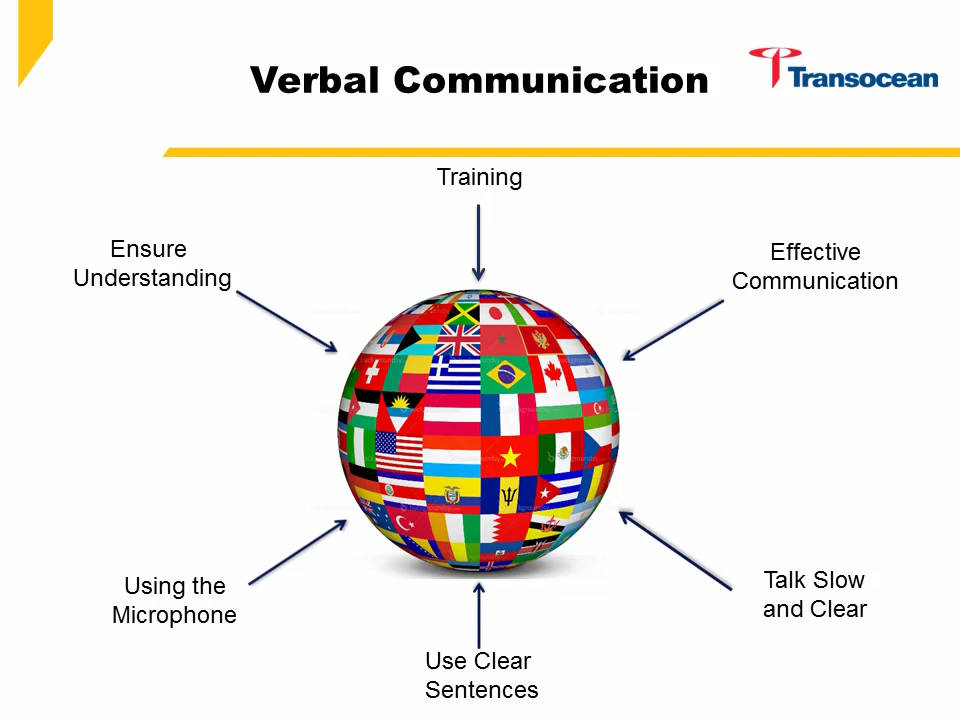 Verbal Communication
Transocean
Training
Ensure
Understanding
Effective
Communication
Using the
Microphone
Talk Slow
and Clear
Use Clear
Sentences